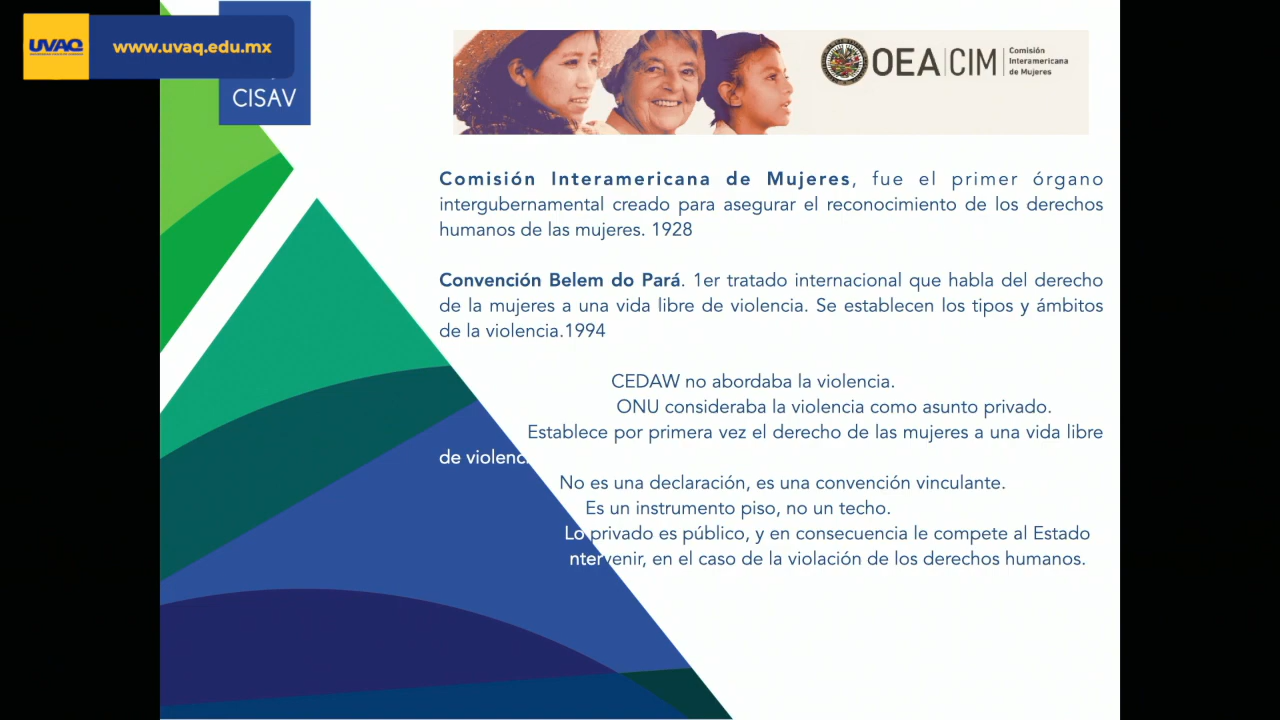 UVAQ
www.uvaq.edu.mx
CISAV
OEA CIM Comisión
Interamericana
de Mujeres
Comisión Interamericana de Mujeres, fue el primer órgano
intergubernamental creado para asegurar el reconocimiento de los derechos
humanos de las mujeres. 1928
Convención Belem do Pará. 1er tratado internacional que habla del derecho
de la mujeres a una vida libre de violencia. Se establecen los tipos y ámbitos
de la violencia.1994
CEDAW no abordaba la violencia.
ONU consideraba la violencia como asunto privado.
Establece por primera vez el derecho de las mujeres a una vida libre
de violenc
No es una declaración, es una convención vinculante.
Es un instrumento piso, no un techo.
Lo privado es público, y en consecuencia le compete al Estado
ntervenir, en el caso de la violación de los derechos humanos.